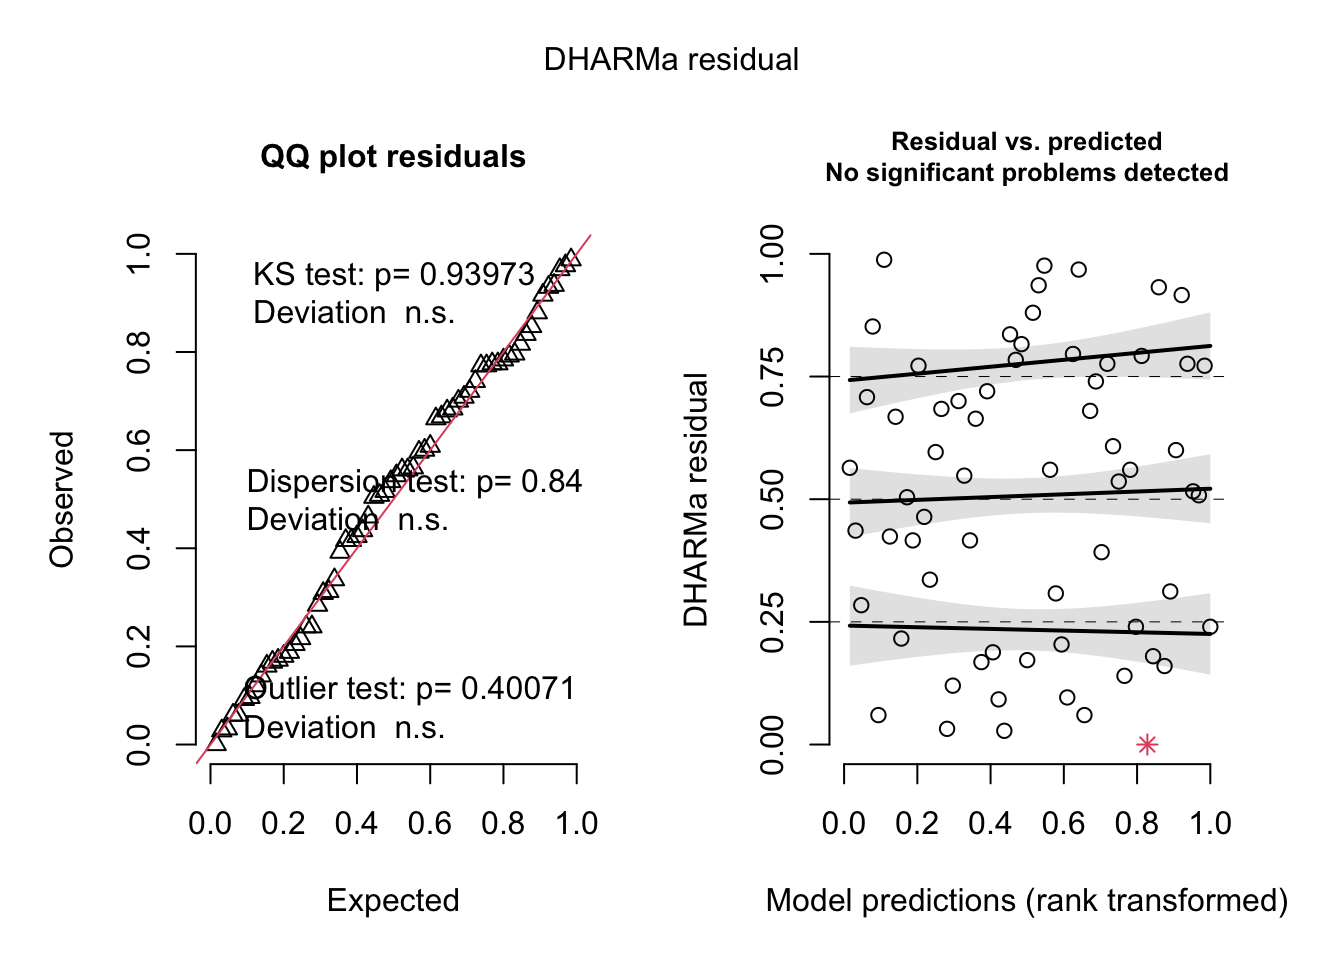 DHARMa residual
QQ plot residuals
KS test: p= 0.93973
Deviation  n.s.
Dispersion test: p= 0.84
Deviation  n.s.
Outlier test: p= 0.40071
Deviation  n.s.
Observed
0.0 0.2 0.4 0.6 0.8 1.0
0.0 0.2 0.4 0.6 0.8 1.0
Expected
Residual vs. predicted
No significant problems detected
DHARMa residual
0.00 0.25 0.50 0.75 1.00
0.0 0.2 0.4 0.6 0.8 1.0
Model predictions (rank transformed)